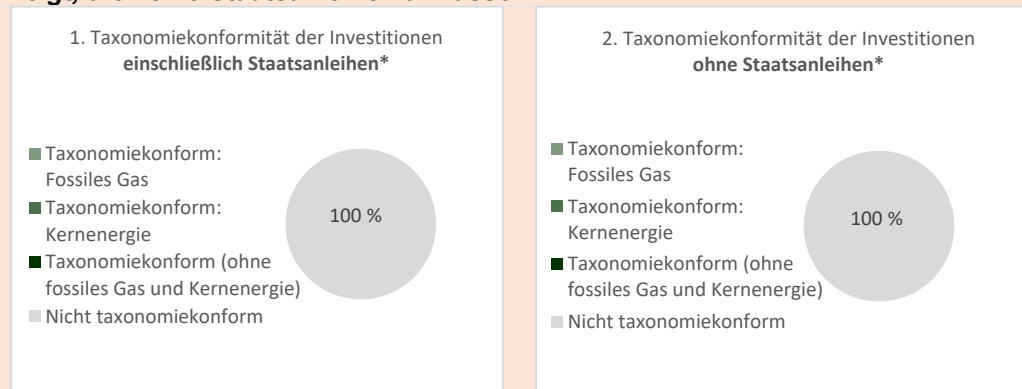 1. Taxonomiekonformität der Investitionen
einschließlich Staatsanleihen*
Taxonomiekonform:
Fossiles Gas
Taxonomiekonform:
Kernenergie
Taxonomiekonform (ohne
fossiles Gas und Kernenergie)
Nicht taxonomiekonform
100 %
2. Taxonomiekonformität der Investitionen
ohne Staatsanleihen*
Taxonomiekonform:
Fossiles Gas
Taxonomiekonform:
Kernenergie
Taxonomiekonform (ohne
fossiles Gas und Kernenergie)
Nicht taxonomiekonform
100 %